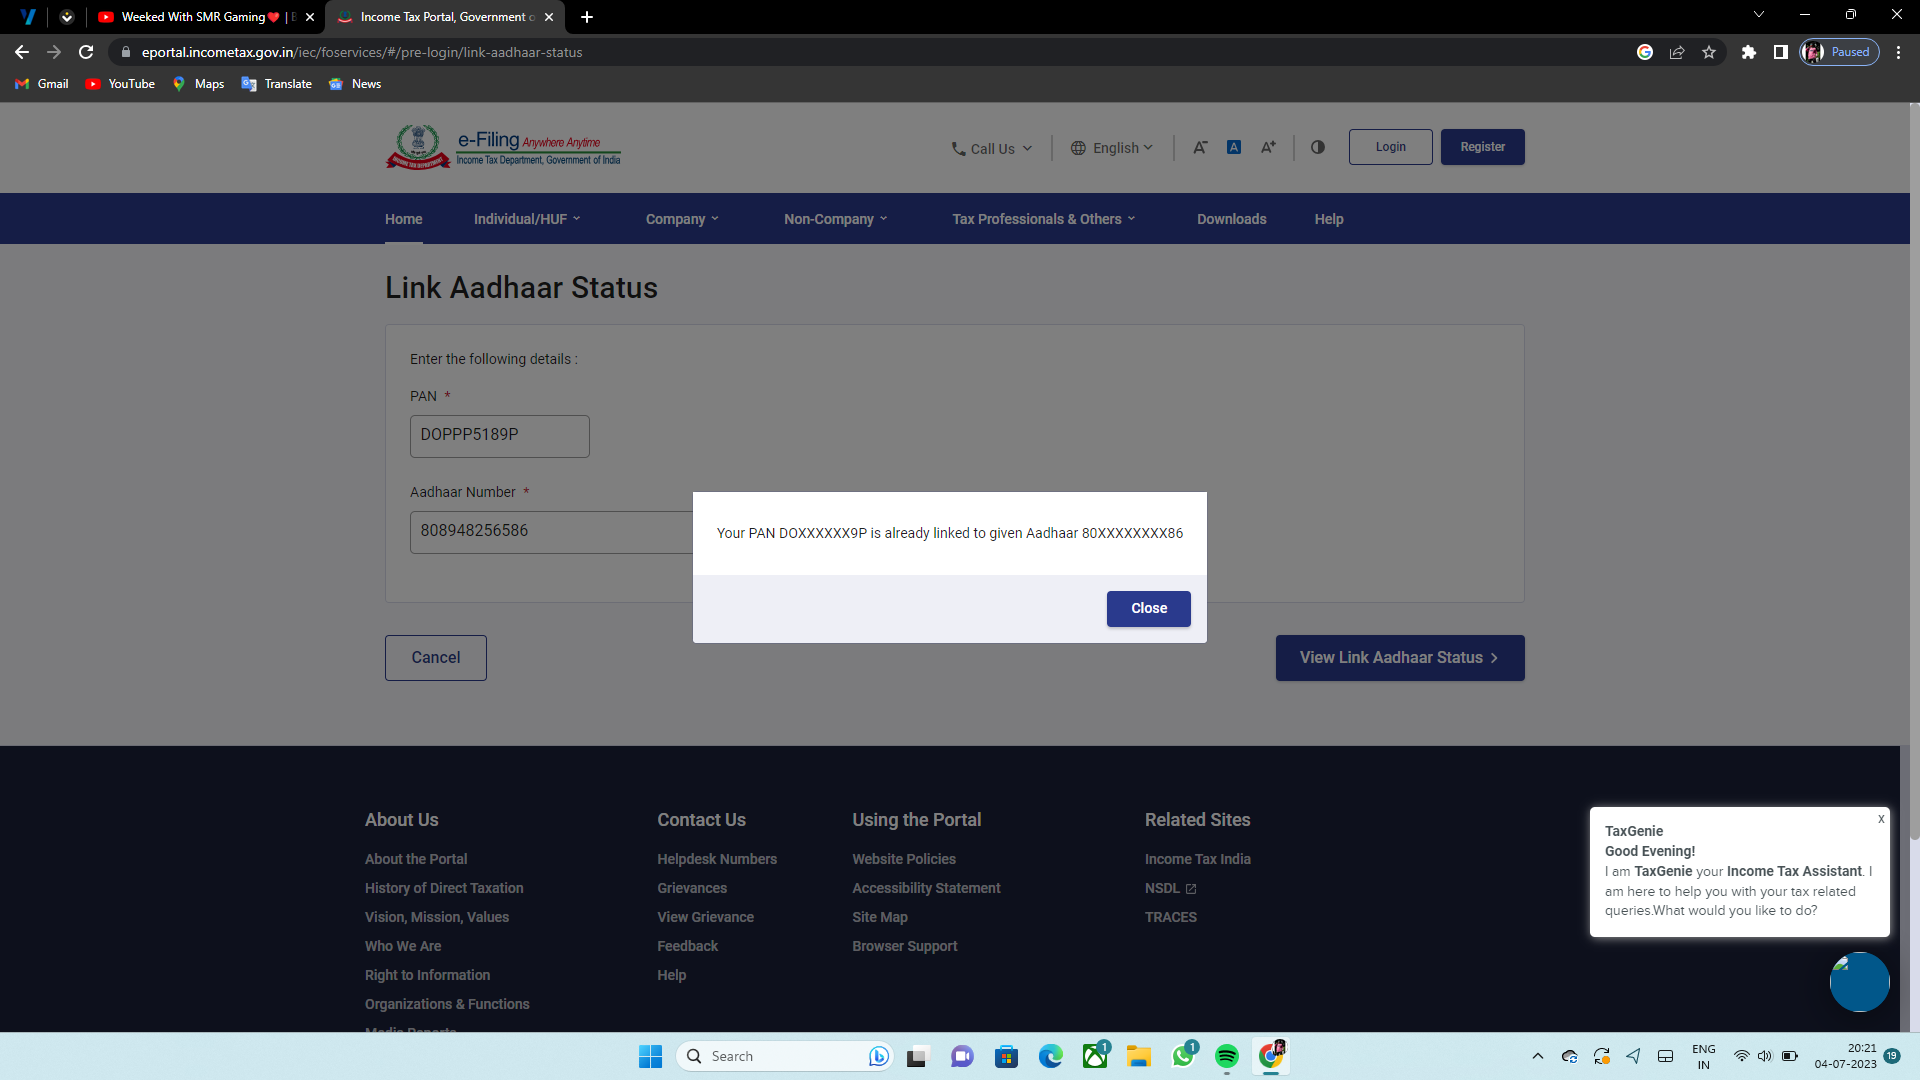 Weeked With SMR Gaming❤️ |
Income Tax Portal, Government
eportal.incometax.gov.in/iec/foservices/#/pre-login/link-aadhaar-status
Paused
Gmail
YouTube
Maps
Translate
News
e-Filing Anywhere Anytime
Income Tax Department, Government of India
INCOME TAX DEPARTMENT
Call Us
English
A-
A
A+
Login
Register
Home
Individual/HUF
Company
Non-Company
Tax Professionals & Others
Downloads
Help
Link Aadhaar Status
Enter the following details :
PAN *
DOPPP5189P
Aadhaar Number *
808948256586
Your PAN DOXXXXXX9P is already linked to given Aadhaar 80XXXXXXXX86
Close
Cancel
View Link Aadhaar Status
About Us
About the Portal
History of Direct Taxation
Vision, Mission, Values
Who We Are
Right to Information
Organizations & Functions
Media Reports
Contact Us
Helpdesk Numbers
Grievances
View Grievance
Feedback
Help
Using the Portal
Website Policies
Accessibility Statement
Site Map
Browser Support
Related Sites
Income Tax India
NSDL
TRACES
x
TaxGenie
Good Evening!
I am TaxGenie your Income Tax Assistant. I
am here to help you with your tax related
queries.What would you like to do?
Search
1
1
ENG
IN
20:21
04-07-2023
19